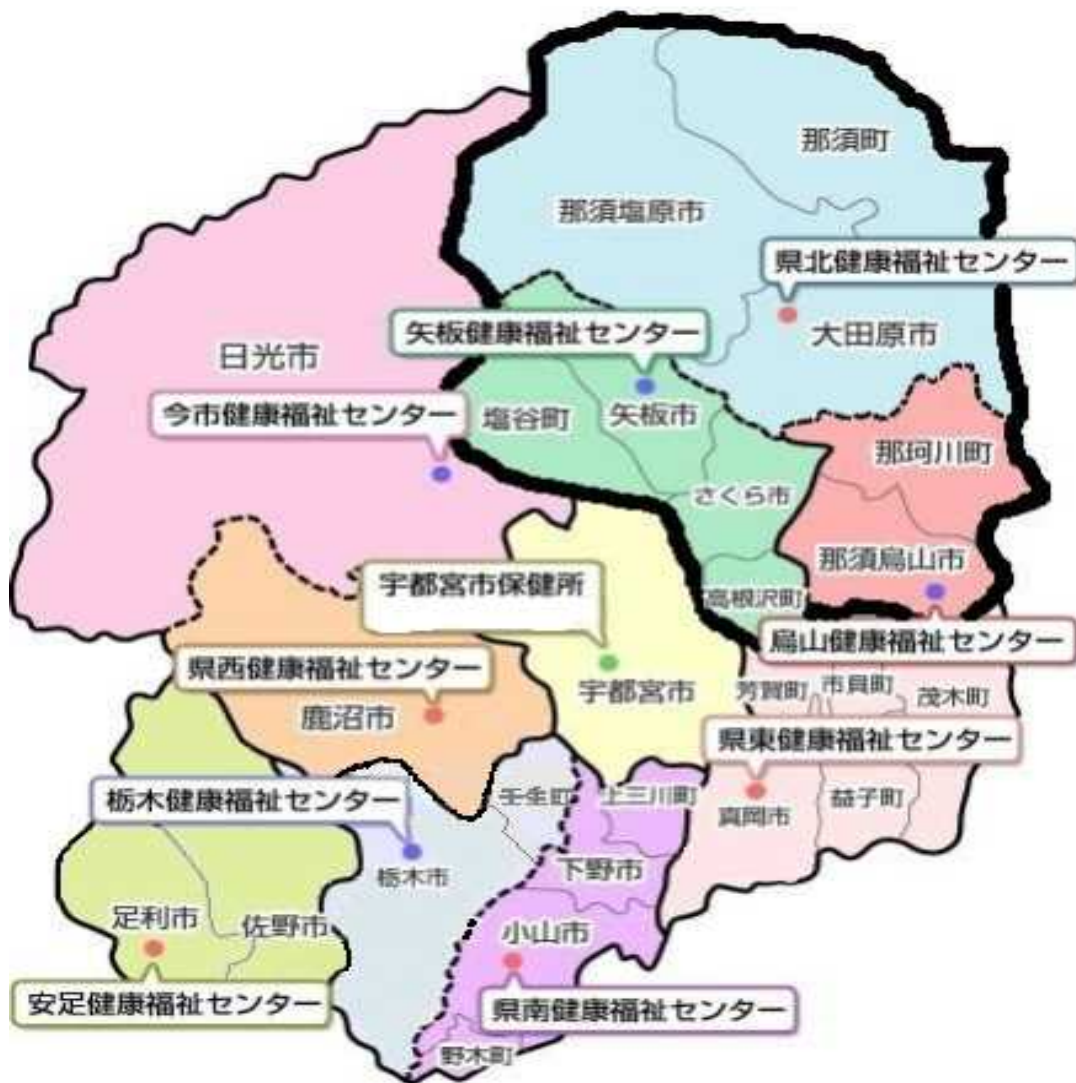 那須町
那須塩原市
県北健康福祉センター
矢板健康福祉センター
大田原市
日光市
今市健康福祉センター
塩谷町
矢板市
那珂川町
さくら市
那須烏山市
宇都宮市保健所
高根沢町
烏山健康福祉センター
県西健康福祉センター
宇都宮市
芳賀町
市貝町
茂木町
鹿沼市
県東健康福祉センター
栃木健康福祉センター
壬生町
上三川町
真岡市
益子町
栃木市
下野市
足利市
佐野市
小山市
安足健康福祉センター
県南健康福祉センター
野木町